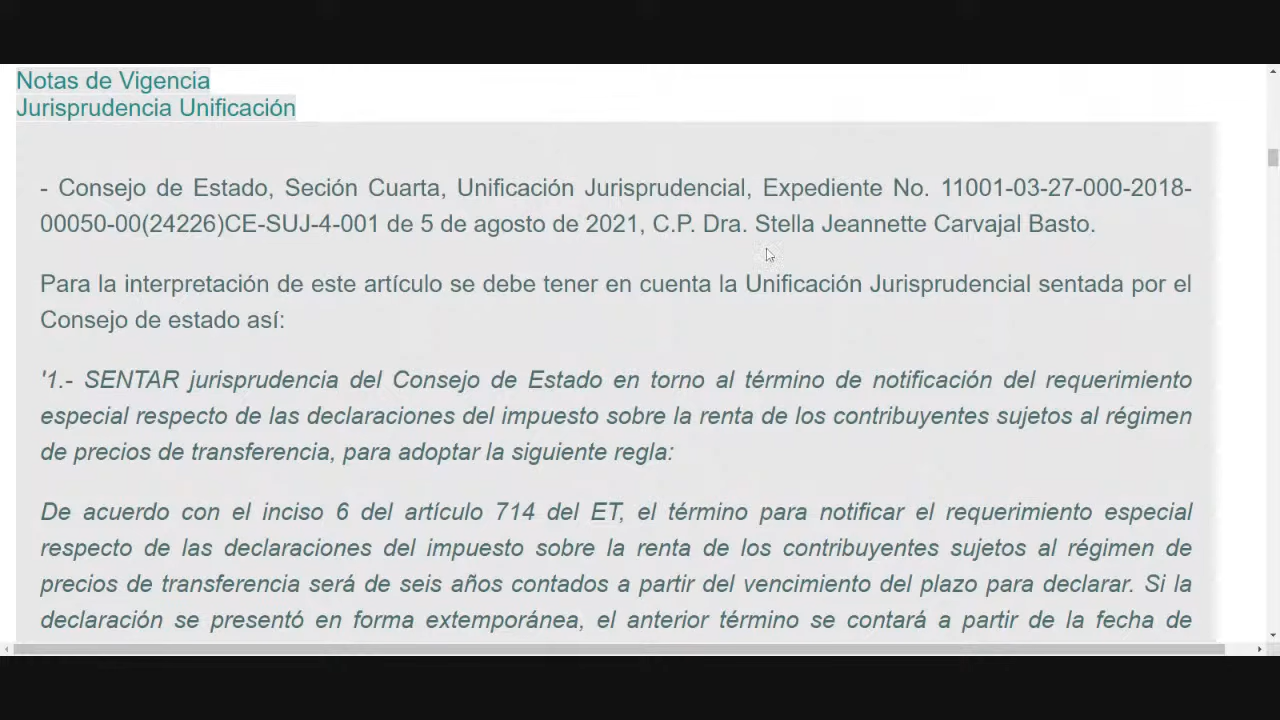 Notas de Vigencia
Jurisprudencia Unificación
- Consejo de Estado, Seción Cuarta, Unificación Jurisprudencial, Expediente No. 11001-03-27-000-2018-
00050-00(24226)CE-SUJ-4-001 de 5 de agosto de 2021, C.P. Dra. Stella Jeannette Carvajal Basto.
Para la interpretación de este artículo se debe tener en cuenta la Unificación Jurisprudencial sentada por el
Consejo de estado así:
'1.- SENTAR jurisprudencia del Consejo de Estado en torno al término de notificación del requerimiento
especial respecto de las declaraciones del impuesto sobre la renta de los contribuyentes sujetos al régimen
de precios de transferencia, para adoptar la siguiente regla:
De acuerdo con el inciso 6 del artículo 714 del ET, el término para notificar el requerimiento especial
respecto de las declaraciones del impuesto sobre la renta de los contribuyentes sujetos al régimen de
precios de transferencia será de seis años contados a partir del vencimiento del plazo para declarar. Si la
declaración se presentó en forma extemporánea, el anterior término se contará a partir de la fecha de